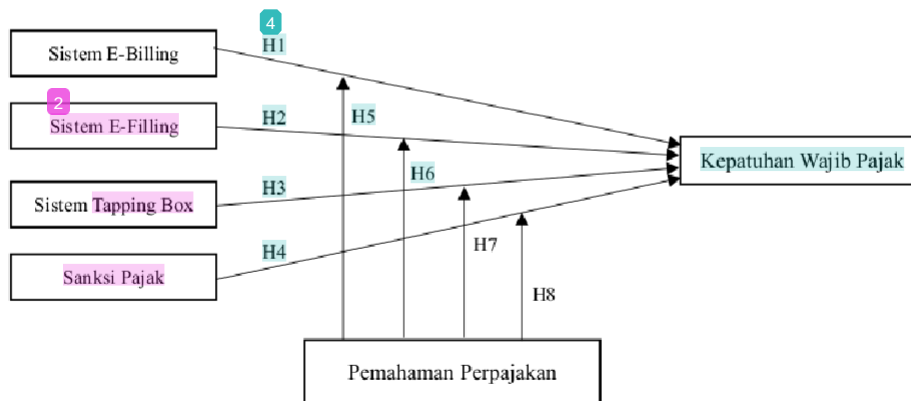 4
Sistem E-Billing
H1
2
Sistem E-Filling
H2
H5
Kepatuhan Wajib Pajak
H6
Sistem Tapping Box
H3
H4
H7
Sanksi Pajak
H8
Pemahaman Perpajakan